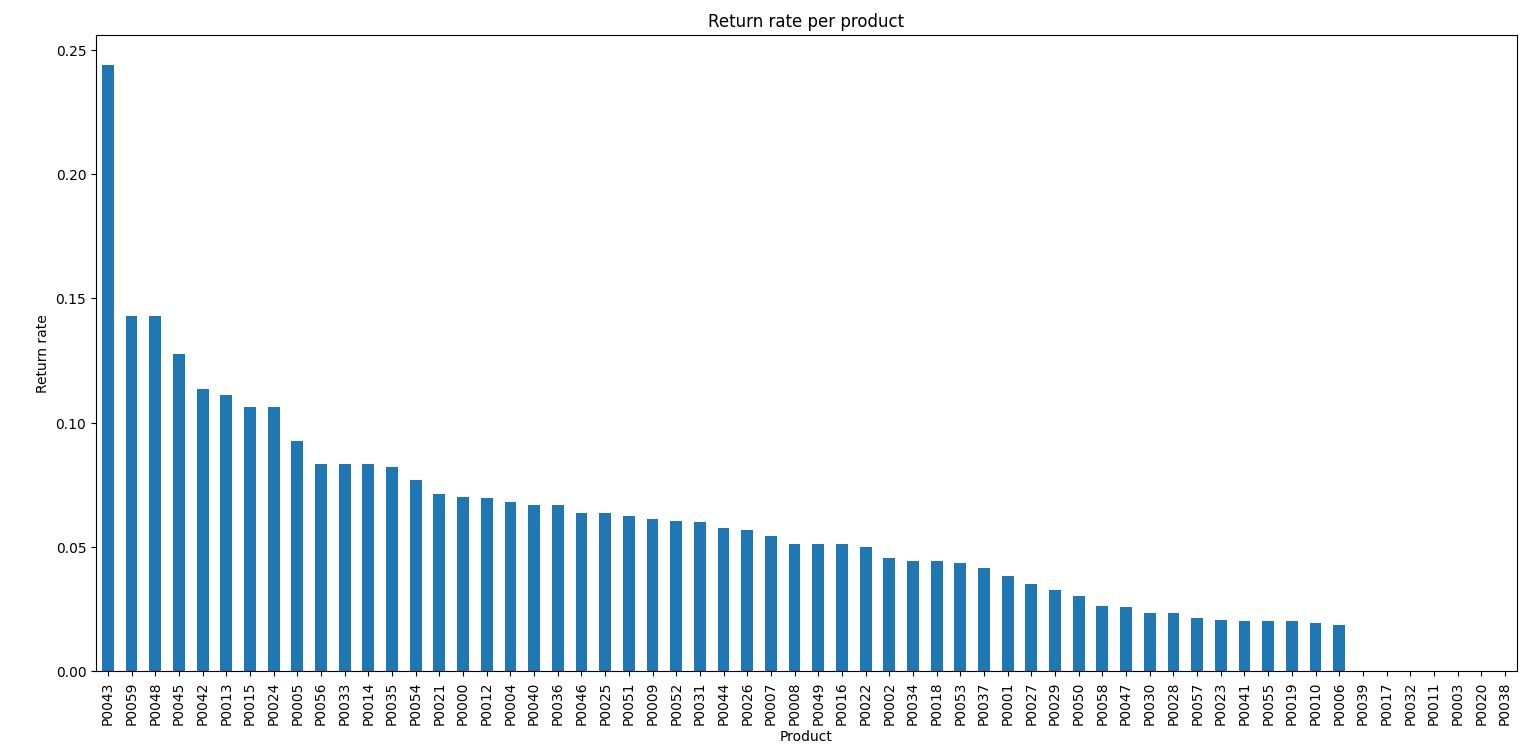 Return rate per product
0.25
0.20
0.15
0.10
0.05
0.00
Return rate
P0043
P0059
P0048
P0045
P0042
P0013
P0015
P0024
P0005
P0056
P0033
P0014
P0035
P0054
P0021
P0000
P0012
P0004
P0040
P0036
P0046
P0025
P0051
P0009
P0052
P0031
P0044
P0026
P0007
P0008
P0049
P0016
P0022
P0002
P0034
P0018
P0053
P0037
P0001
P0027
P0029
P0050
P0058
P0047
P0030
P0028
P0057
P0023
P0041
P0055
P0019
P0010
P0006
P0039
P0017
P0032
P0011
P0003
P0020
P0038
Product